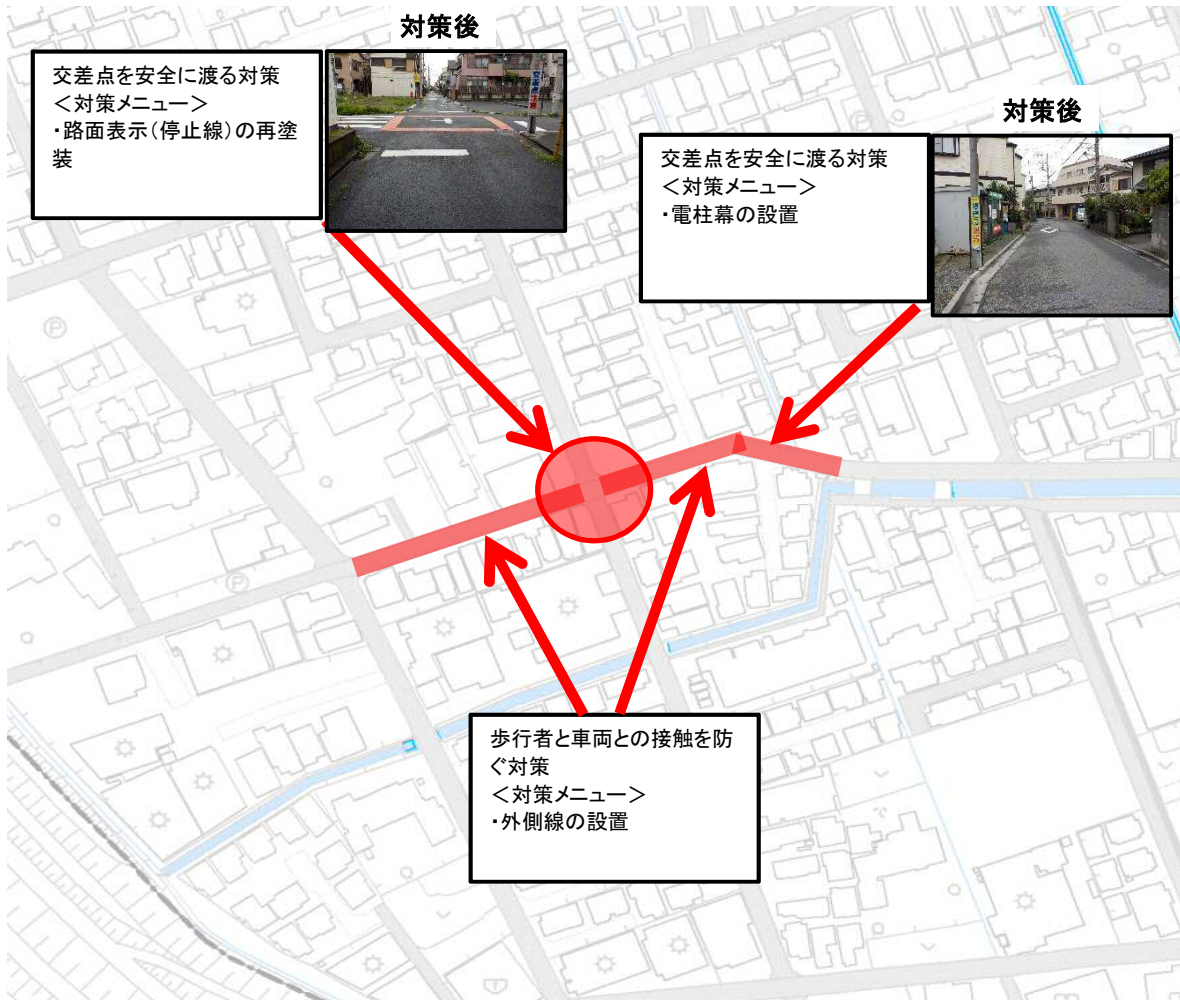 対策後
交差点を安全に渡る対策
＜対策メニュー＞
・路面表示（停止線）の再塗
装
対策後
交差点を安全に渡る対策
＜対策メニュー＞
・電柱幕の設置
歩行者と車両との接触を防
ぐ対策
＜対策メニュー＞
・外側線の設置
P
P